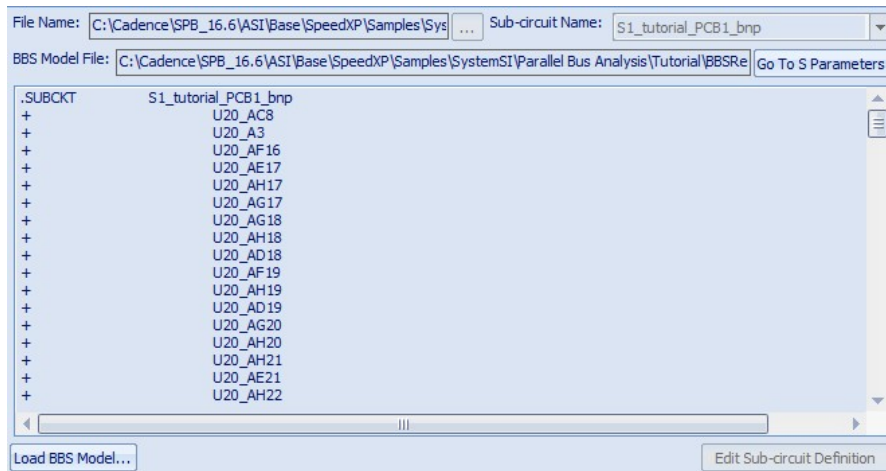 File Name: C:\Cadence\SPB_16.6\ASI\Base\SpeedXP\Samples\Sys ... Sub-circuit Name: S1_tutorial_PCB1_bnp
BBS Model File: C:\Cadence\SPB_16.6\ASI\Base\SpeedXP\Samples\SystemSI\Parallel Bus Analysis\Tutorial\BBSRe Go To S Parameters
.SUBCKT S1_tutorial_PCB1_bnp
+ U20_AC8
+ U20_A3
+ U20_AF16
+ U20_AE17
+ U20_AH17
+ U20_AG17
+ U20_AG18
+ U20_AH18
+ U20_AD18
+ U20_AF19
+ U20_AH19
+ U20_AD19
+ U20_AG20
+ U20_AH20
+ U20_AH21
+ U20_AE21
+ U20_AH22
Load BBS Model... Edit Sub-circuit Definition